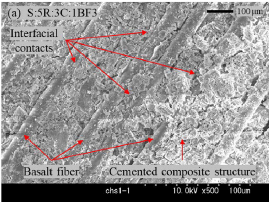 (a) S:5R:3C:1BF3
100μm
Interfacial
contacts
Basalt fiber
Cemented composite structure
chs1-1 10.0kV x500 100μm